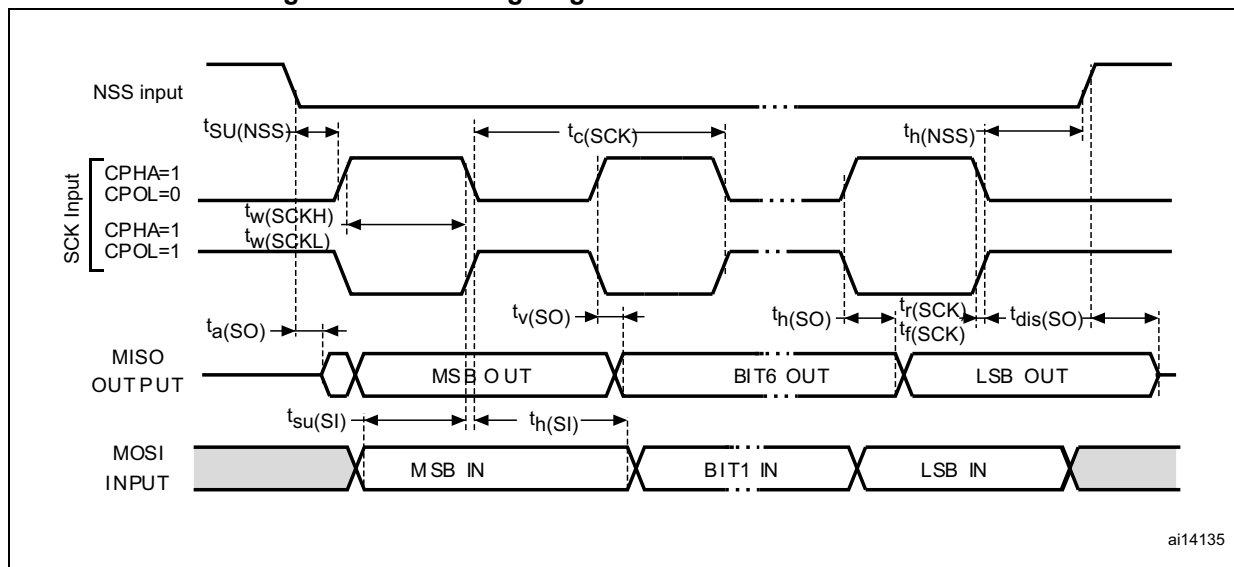 NSS input
tSU(NSS)
tc(SCK)
th(NSS)
SCK Input
CPHA=1
CPOL=0
tw(SCKH)
CPHA=1
tw(SCKL)
CPOL=1
ta(SO)
tv(SO)
th(SO)
tr(SCK)
tf(SCK)
tdis(SO)
MISO
OUTPUT
MSB OUT
BIT6 OUT
LSB OUT
tsu(SI)
th(SI)
MOSI
INPUT
MSB IN
BIT1 IN
LSB IN
ai14135